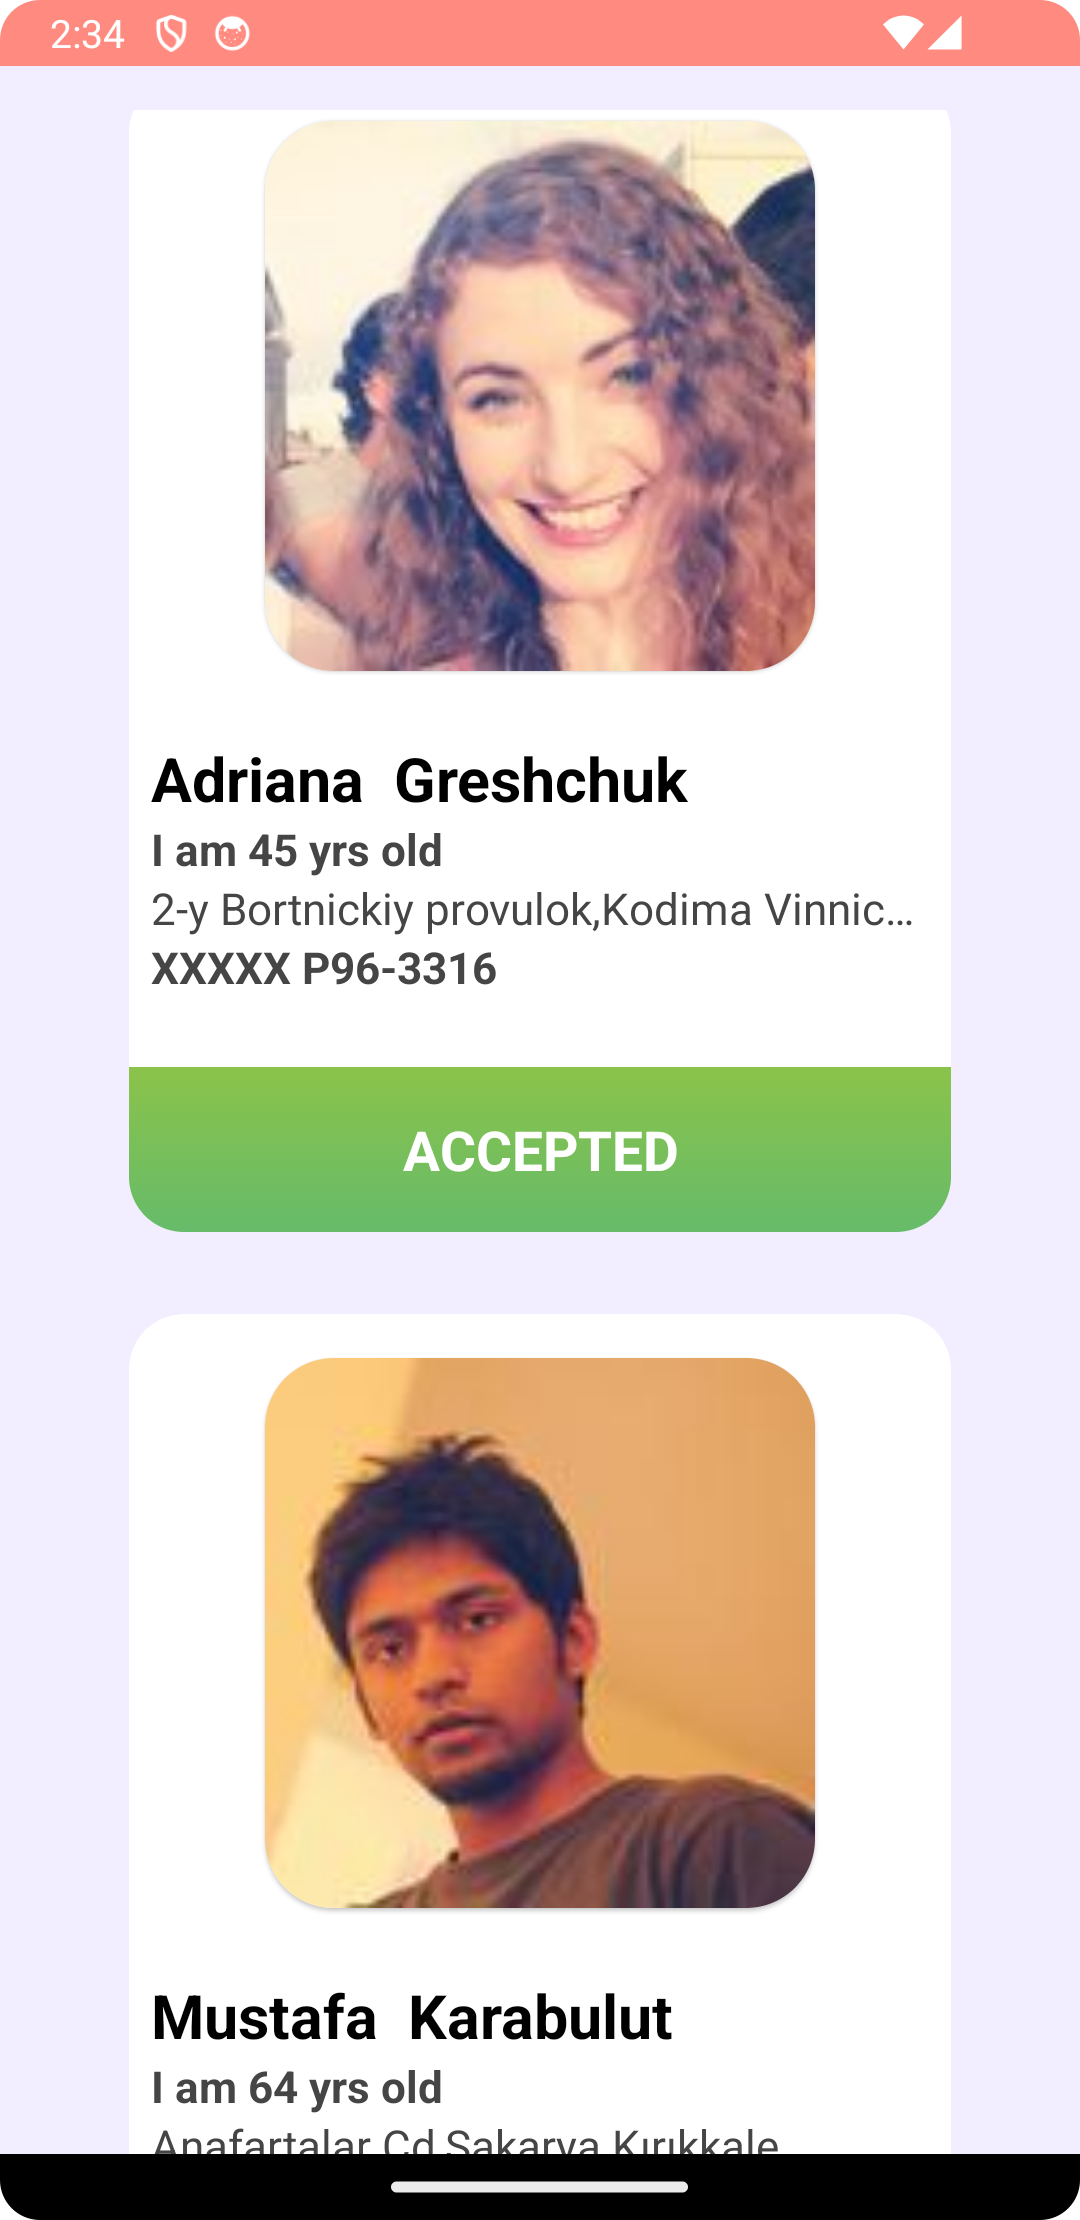 2:34
Adriana  Greshchuk
I am 45 yrs old
2-y Bortnickiy provulok,Kodima Vinnic...
XXXXX P96-3316
ACCEPTED
Mustafa  Karabulut
I am 64 yrs old
Anafartalar Cd,Sakarya Kırıkkale